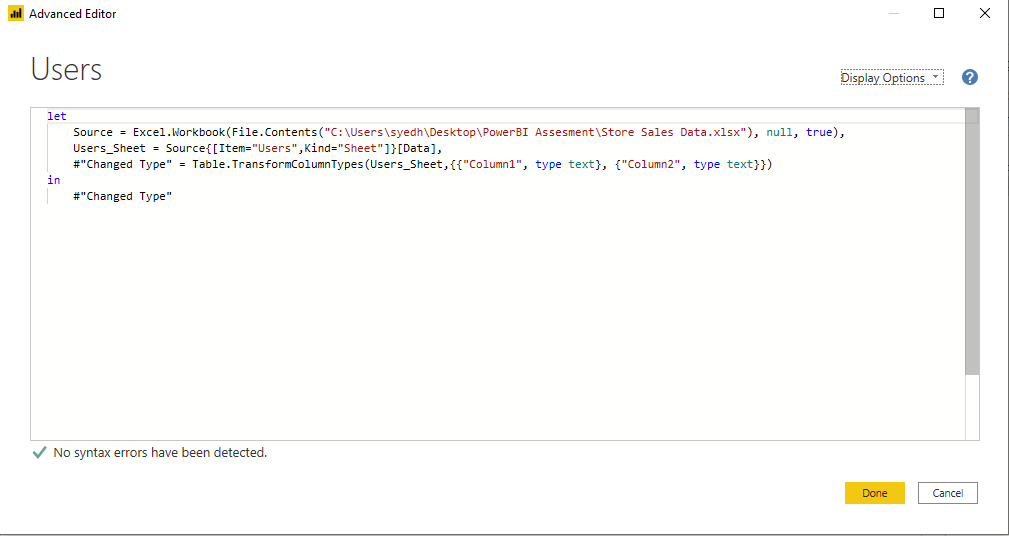 Advanced Editor
Users
Display Options
?
let
Source = Excel.Workbook(File.Contents("C:\Users\syedh\Desktop\PowerBI Assesment\Store Sales Data.xlsx"), null, true),
Users_Sheet = Source{[Item="Users",Kind="Sheet"]}[Data],
#"Changed Type" = Table.TransformColumnTypes(Users_Sheet,{{"Column1", type text}, {"Column2", type text}})
in
#"Changed Type"
No syntax errors have been detected.
Done Cancel